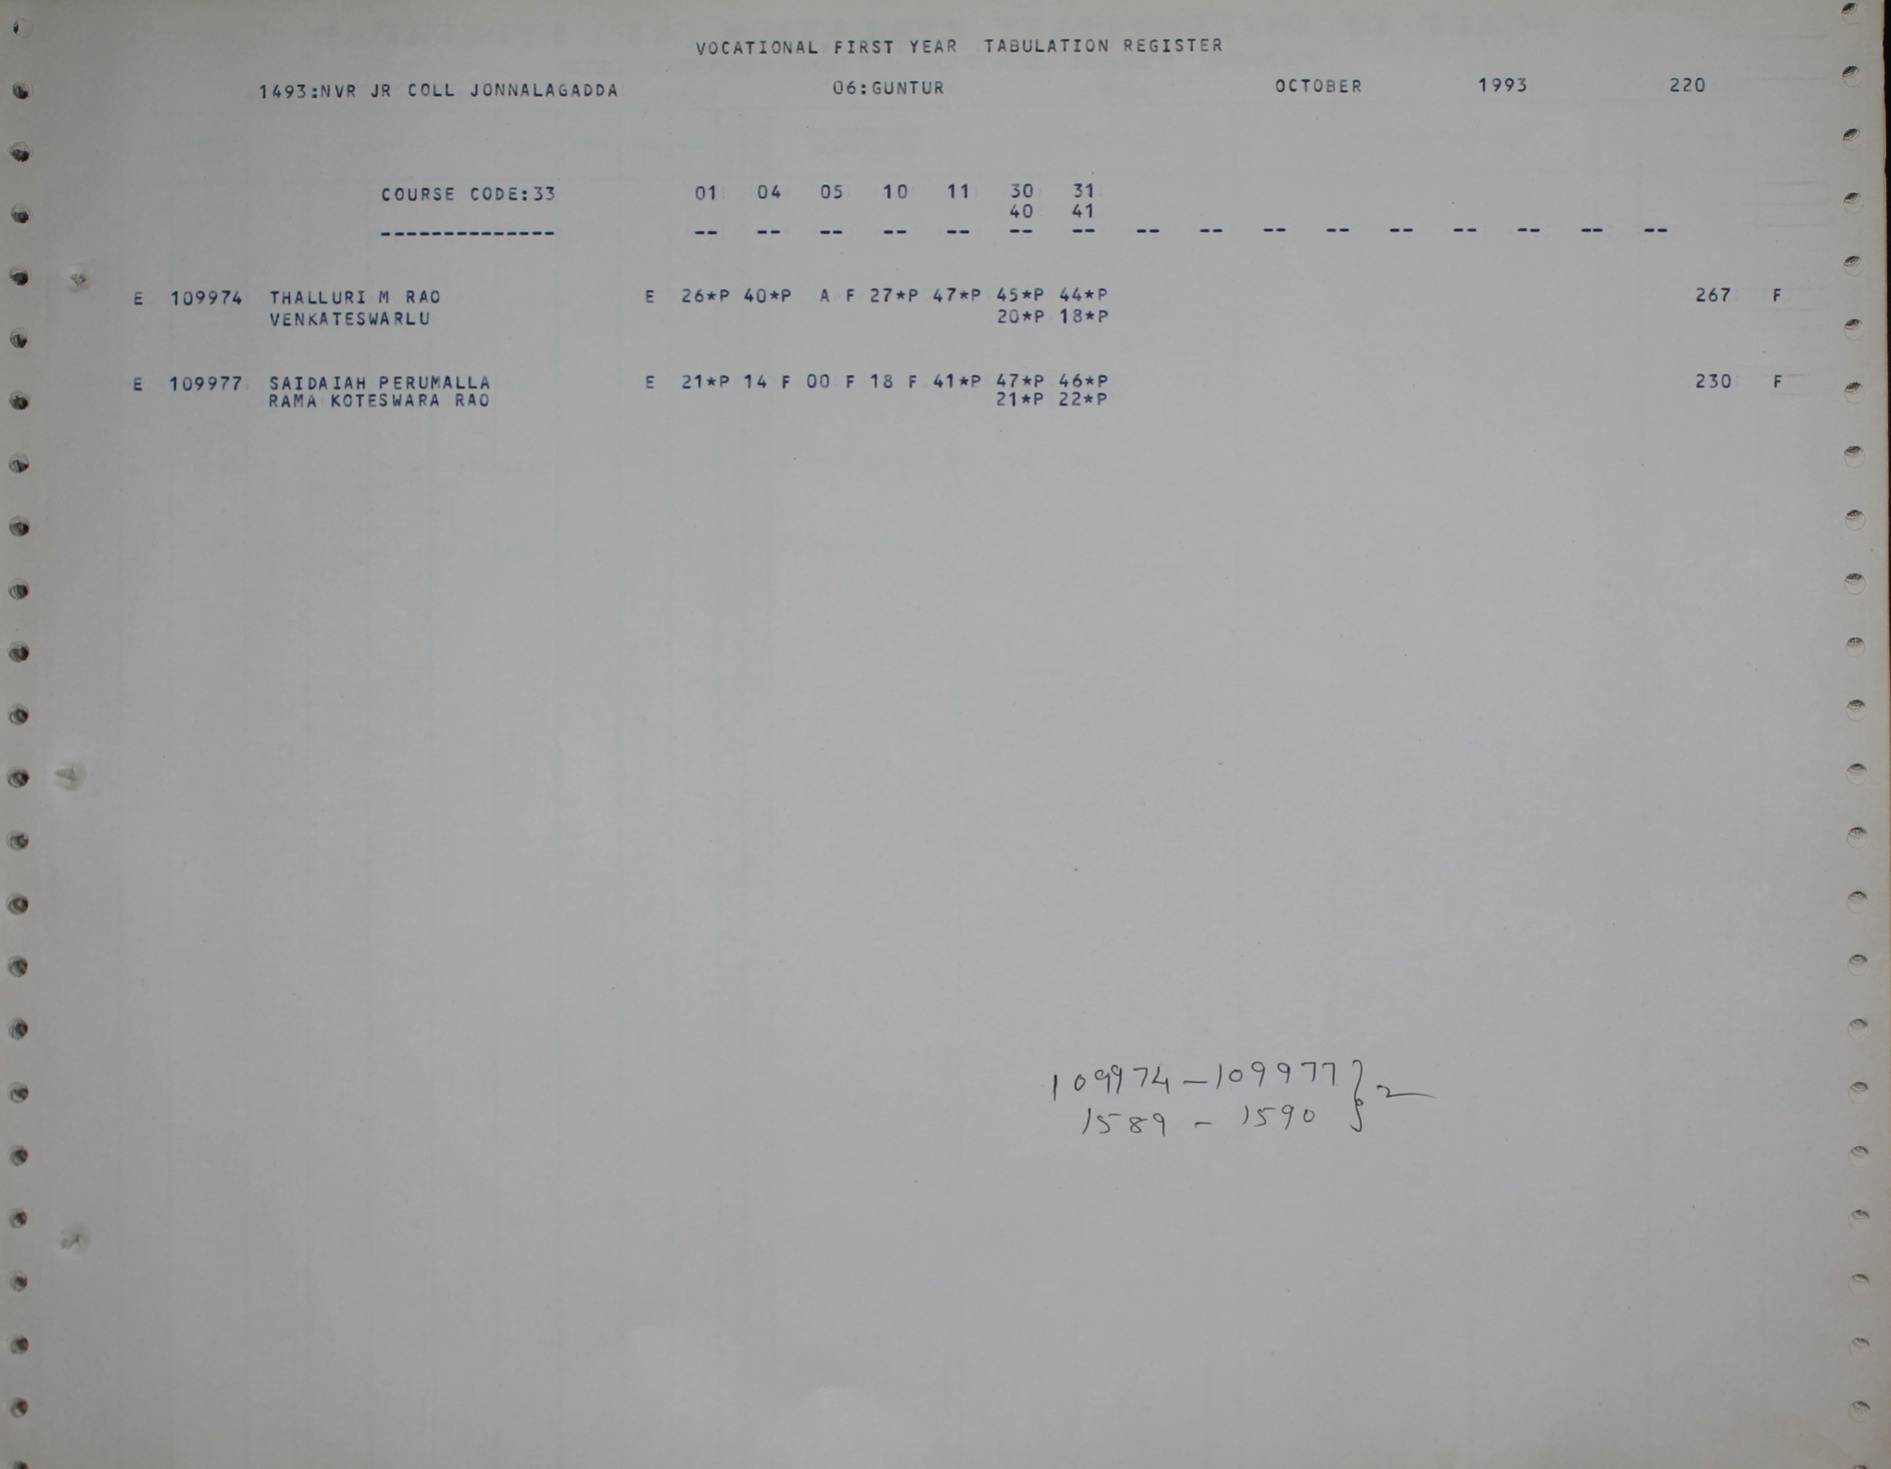 VOCATIONAL FIRST YEAR TABULATION REGISTER
1493:NVR JR COLL JONNALAGADDA 06:GUNTUR OCTOBER 1993 220
COURSE CODE:33 01 04 05 10 11 30 31
40 41
-------------- -- -- -- -- -- -- -- -- -- -- -- -- -- -- -- --
E 109974 THALLURI M RAO E 26*P 40*P A F 27*P 47*P 45*P 44*P 267 F
VENKATESWARLU 20*P 18*P
E 109977 SAIDAIAH PERUMALLA E 21*P 14 F 00 F 18 F 41*P 47*P 46*P 230 F
RAMA KOTESWARA RAO 21*P 22*P
109974 - 109977 } 2
1589 - 1590